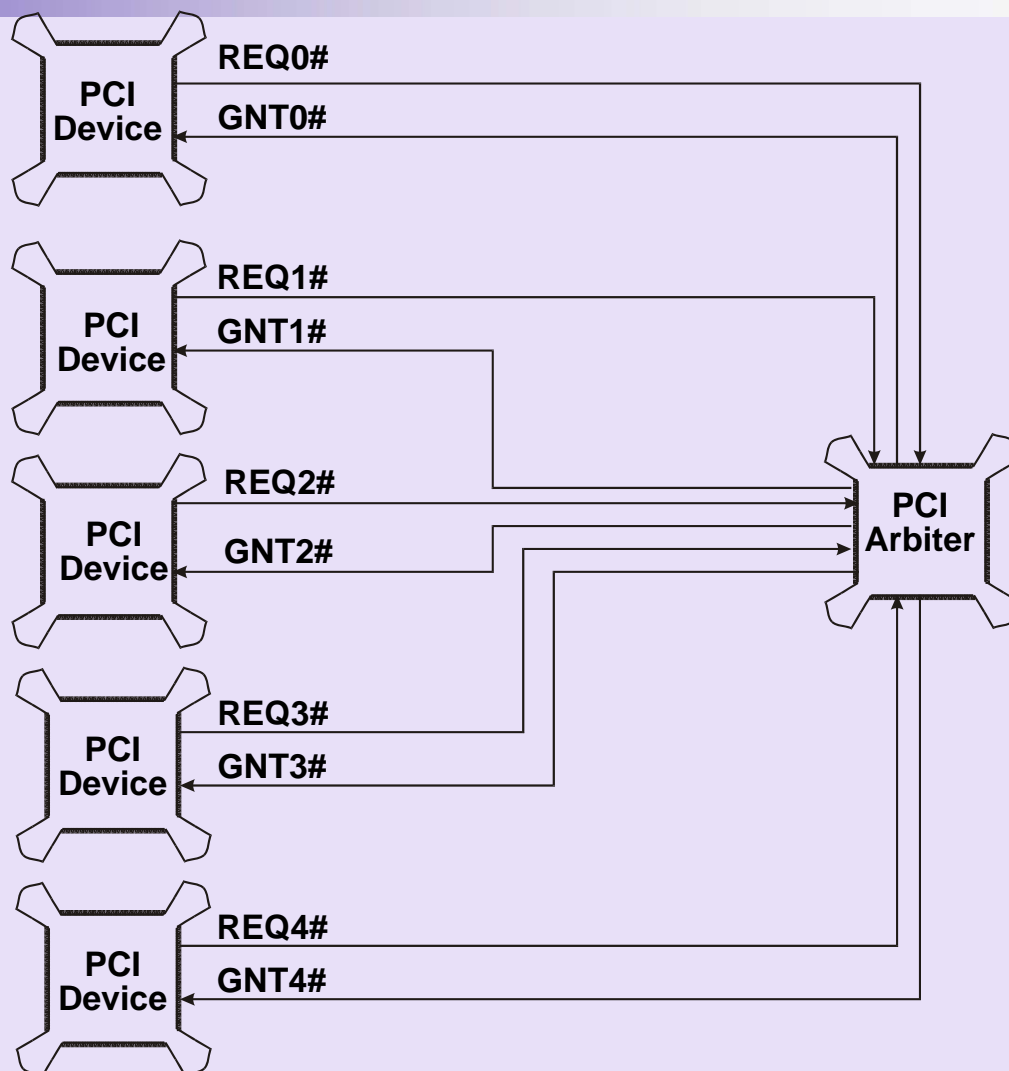 REQ0#
PCI
Device
GNT0#
REQ1#
PCI
Device
GNT1#
REQ2#
PCI
Device
GNT2#
PCI
Arbiter
REQ3#
PCI
Device
GNT3#
REQ4#
PCI
Device
GNT4#